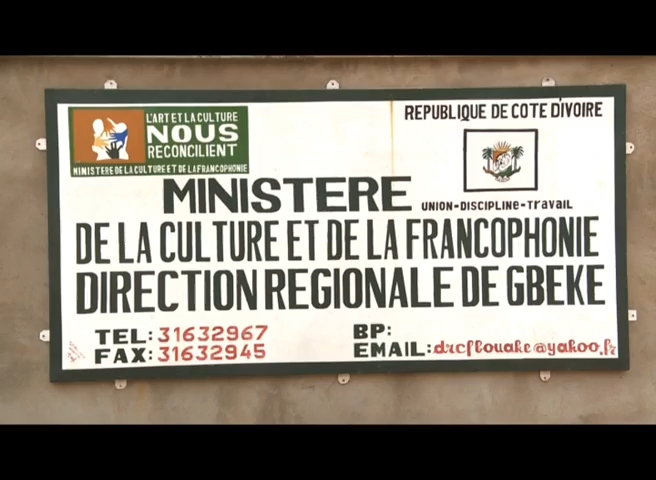 L'ART ET LA CULTURE
NOUS
RECONCILIENT
MINISTERE DE LA CULTURE ET DE LA FRANCOPHONIE
REPUBLIQUE DE COTE D'IVOIRE
UNION-DISCIPLINE-TRAVAIL
MINISTERE
DE LA CULTURE ET DE LA FRANCOPHONIE
DIRECTION REGIONALE DE GBEKE
TEL: 31632967
FAX: 31632945
BP:
EMAIL: drcfbouake@yahoo.fr